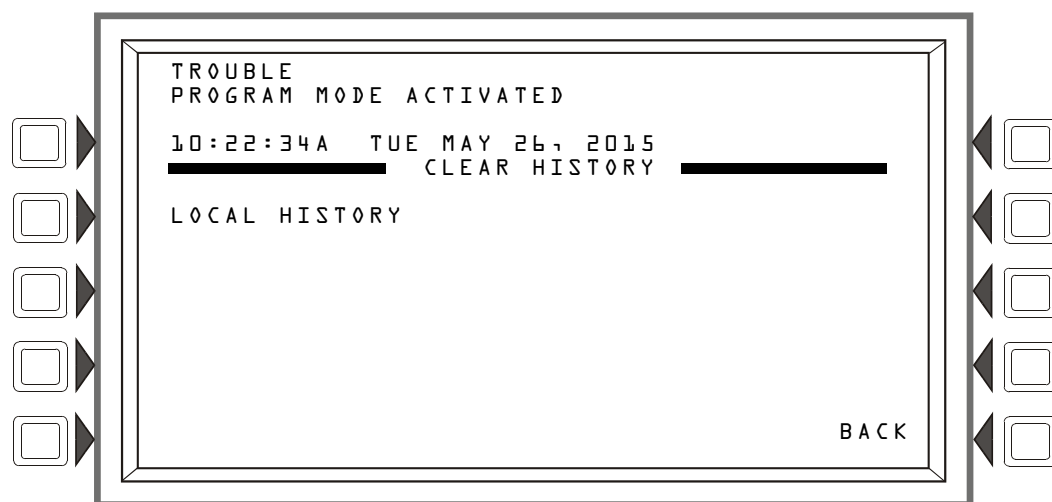 TROUBLE
PROGRAM MODE ACTIVATED
10:22:34A TUE MAY 26, 2015
CLEAR HISTORY
LOCAL HISTORY
BACK